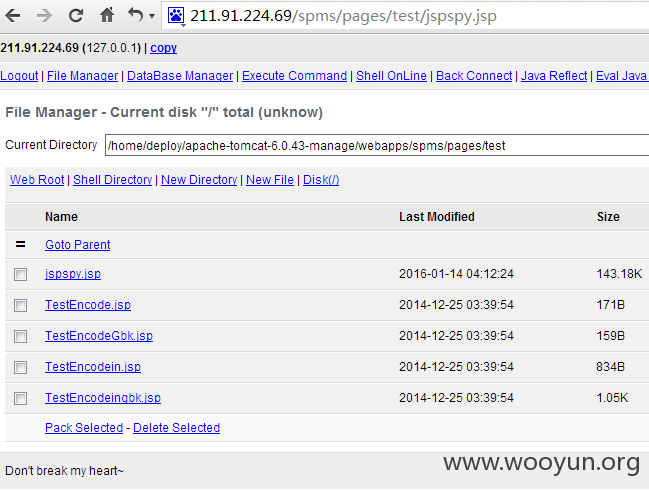 211.91.224.69/spms/pages/test/jspspy.jsp
211.91.224.69 (127.0.0.1) | copy
Logout | File Manager | DataBase Manager | Execute Command | Shell OnLine | Back Connect | Java Reflect | Eval Java
File Manager - Current disk "/" total (unknow)
Current Directory /home/deploy/apache-tomcat-6.0.43-manage/webapps/spms/pages/test
Web Root | Shell Directory | New Directory | New File | Disk(/)
Name Last Modified Size
= Goto Parent
jspspy.jsp 2016-01-14 04:12:24 143.18K
TestEncode.jsp 2014-12-25 03:39:54 171B
TestEncodeGbk.jsp 2014-12-25 03:39:54 159B
TestEncodein.jsp 2014-12-25 03:39:54 834B
TestEncodeingbk.jsp 2014-12-25 03:39:54 1.05K
Pack Selected - Delete Selected
Don't break my heart~
www.wooyun.org